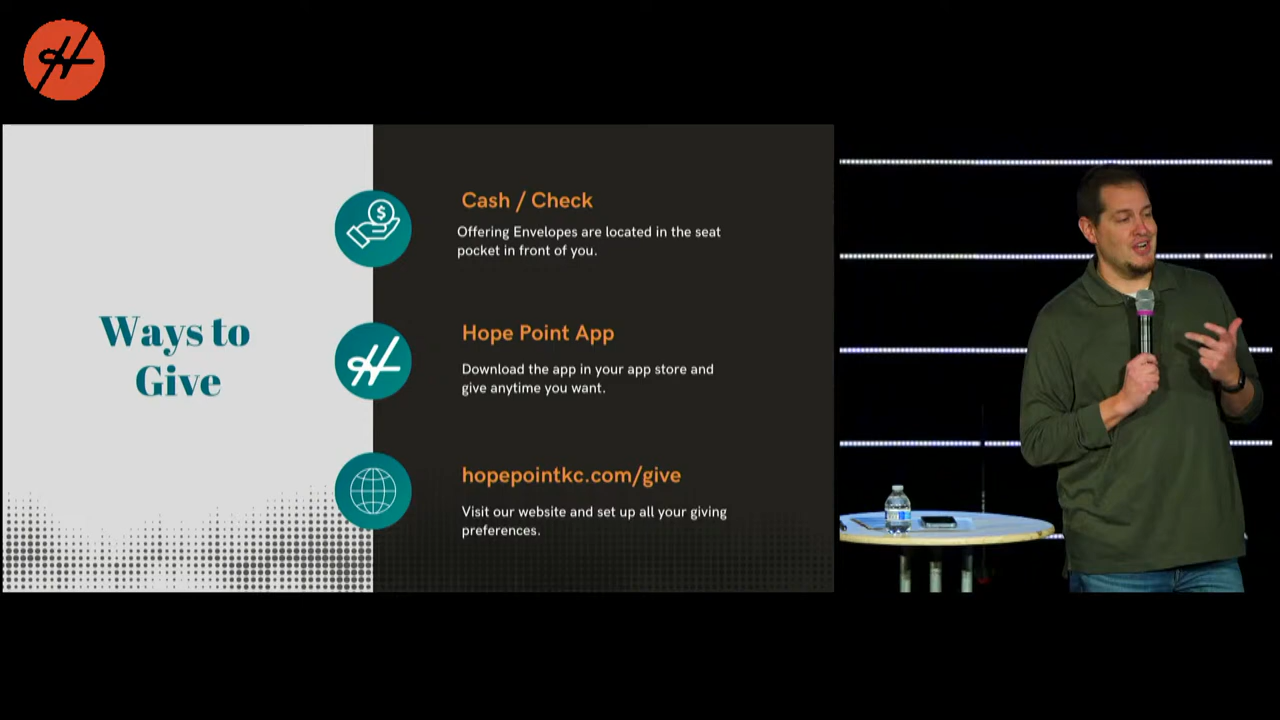 Ways to
Give
$
Cash / Check
Offering Envelopes are located in the seat
pocket in front of you.
Hope Point App
Download the app in your app store and
give anytime you want.
hopepointkc.com/give
Visit our website and set up all your giving
preferences.